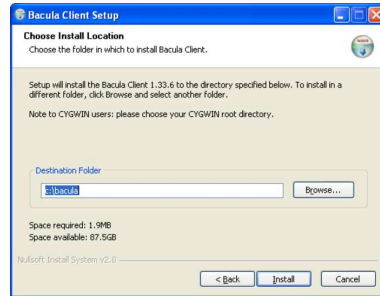 Bacula Client Setup
Choose Install Location
Choose the folder in which to install Bacula Client.
Setup will install the Bacula Client 1.33.6 to the directory specified below. To install in a
different folder, click Browse and select another folder.
Note to CYGWIN users: please choose your CYGWIN root directory.
Destination Folder
c:\bacula
Browse...
Space required: 1.9MB
Space available: 87.5GB
Nullsoft Install System v2.0
< Back Install Cancel